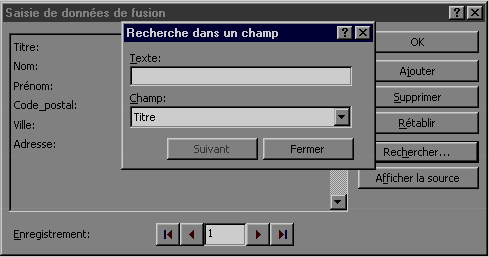 Saisie de données de fusion
Recherche dans un champ
Texte:
Champ:
Titre
Suivant
Fermer
Titre:
Nom:
Prénom:
Code_postal:
Ville:
Adresse:
OK
Ajouter
Supprimer
Rétablir
Rechercher...
Afficher la source
Enregistrement:
1